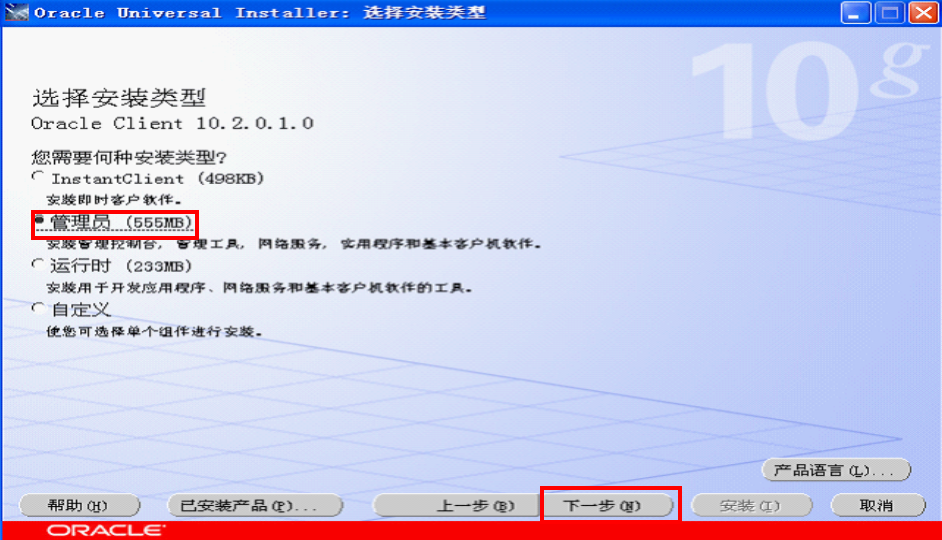 Oracle Universal Installer: 选择安装类型
10g
选择安装类型
Oracle Client 10.2.0.1.0
您需要何种安装类型?
InstantClient (498KB)
安装即时客户软件。
管理员 (555MB)
安装管理控制台, 管理工具, 网络服务, 实用程序和基本客户机软件。
运行时 (233MB)
安装用于开发应用程序、网络服务和基本客户机软件的工具。
自定义
使您可选择单个组件进行安装。
产品语言(L)...
帮助(H) 已安装产品(P)... 上一步(B) 下一步(N) 安装(I) 取消
ORACLE